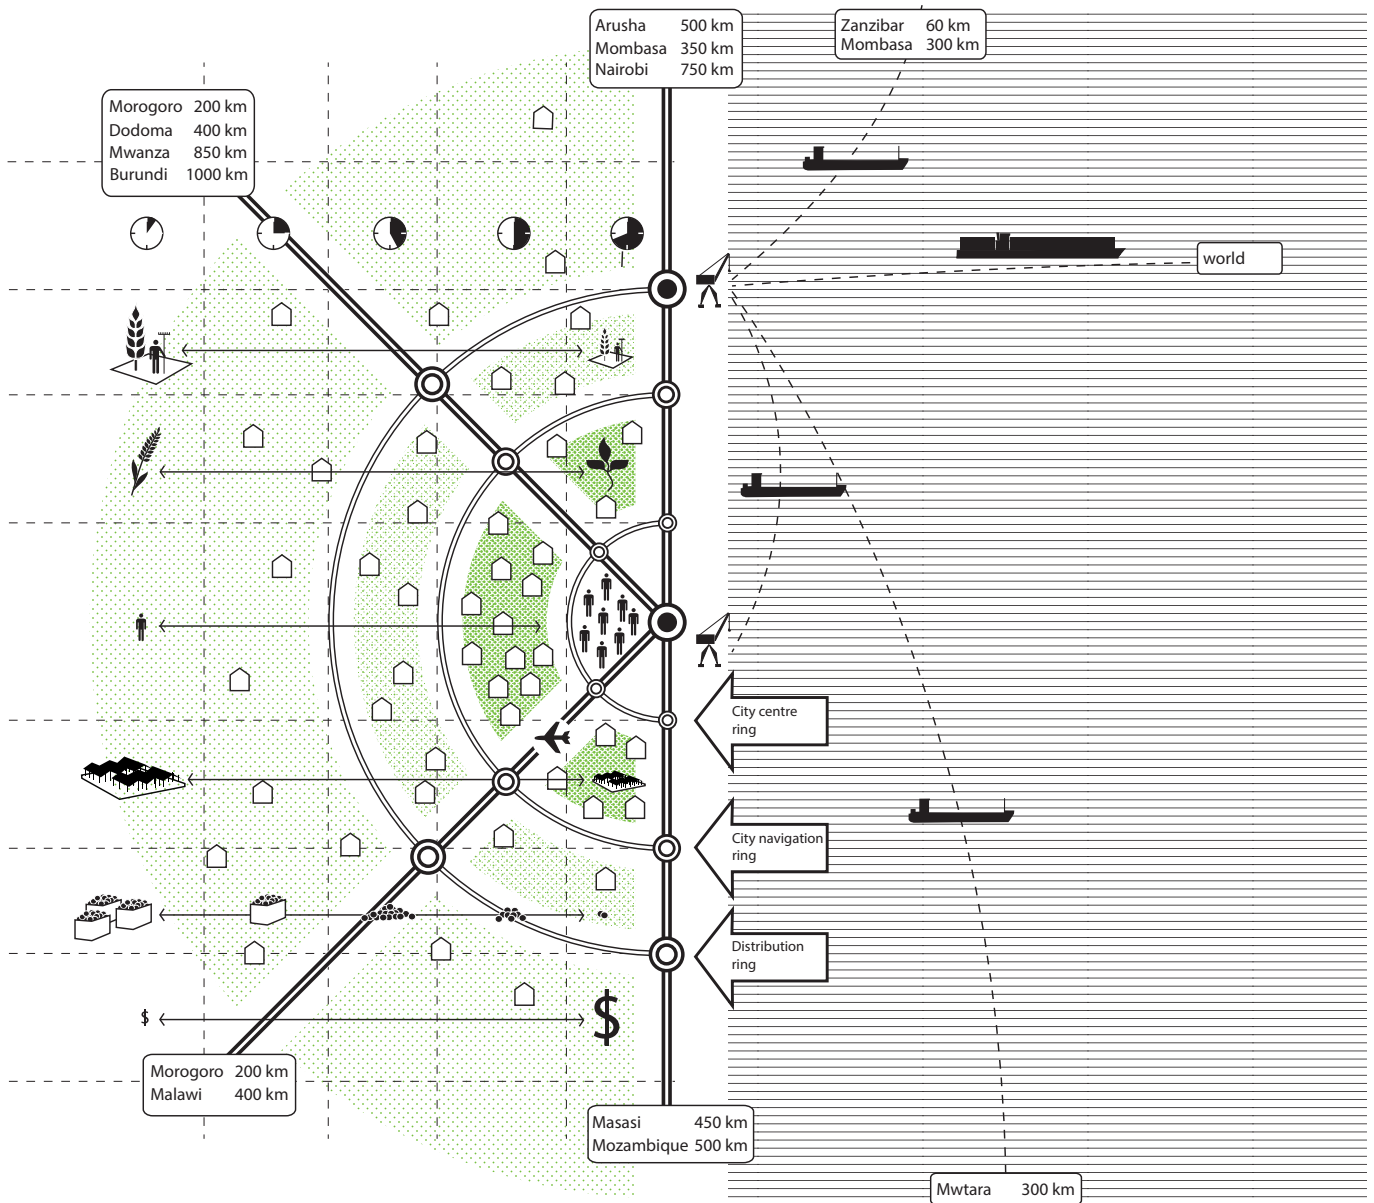 Arusha 500 km
Mombasa 350 km
Nairobi 750 km
Zanzibar 60 km
Mombasa 300 km
Morogoro 200 km
Dodoma 400 km
Mwanza 850 km
Burundi 1000 km
world
City centre
ring
City navigation
ring
Distribution
ring
$
$
Morogoro 200 km
Malawi 400 km
Masasi 450 km
Mozambique 500 km
Mwtara 300 km